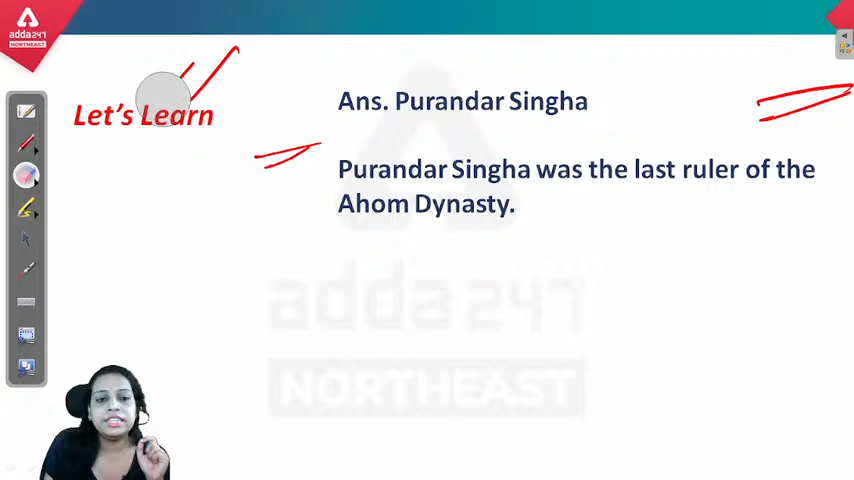 adda247
NORTHEAST
Let's Learn
Ans. Purandar Singha
Purandar Singha was the last ruler of the
Ahom Dynasty.
adda247
NORTHEAST